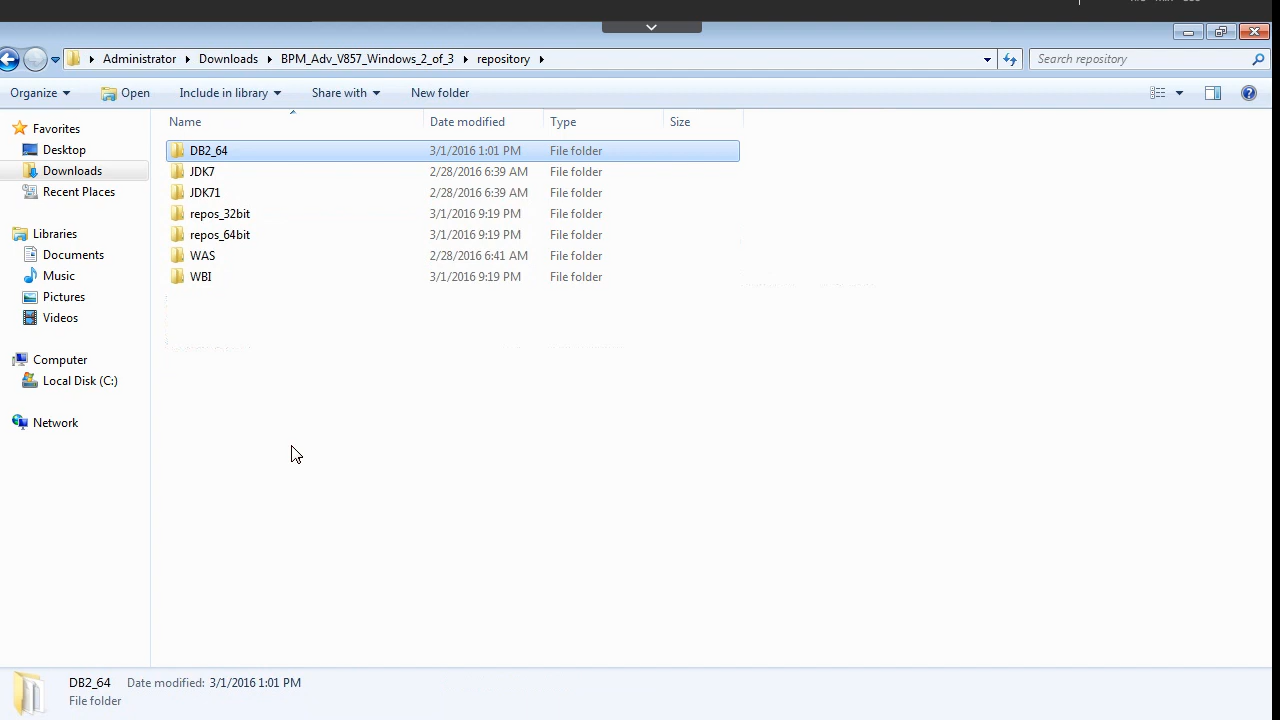 Administrator Downloads BPM_Adv_V857_Windows_2_of_3 repository Search repository
Organize Open Include in library Share with New folder
Name Date modified Type Size
Favorites
Desktop
Downloads
Recent Places
Libraries
Documents
Music
Pictures
Videos
Computer
Local Disk (C:)
Network
DB2_64 3/1/2016 1:01 PM File folder
JDK7 2/28/2016 6:39 AM File folder
JDK71 2/28/2016 6:39 AM File folder
repos_32bit 3/1/2016 9:19 PM File folder
repos_64bit 3/1/2016 9:19 PM File folder
WAS 2/28/2016 6:41 AM File folder
WBI 3/1/2016 9:19 PM File folder
DB2_64 Date modified: 3/1/2016 1:01 PM
File folder